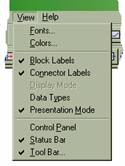 View Help
Fonts...
Colors...
Block Labels
Connector Labels
Display Mode
Data Types
Presentation Mode
Control Panel
Status Bar
Tool Bar...